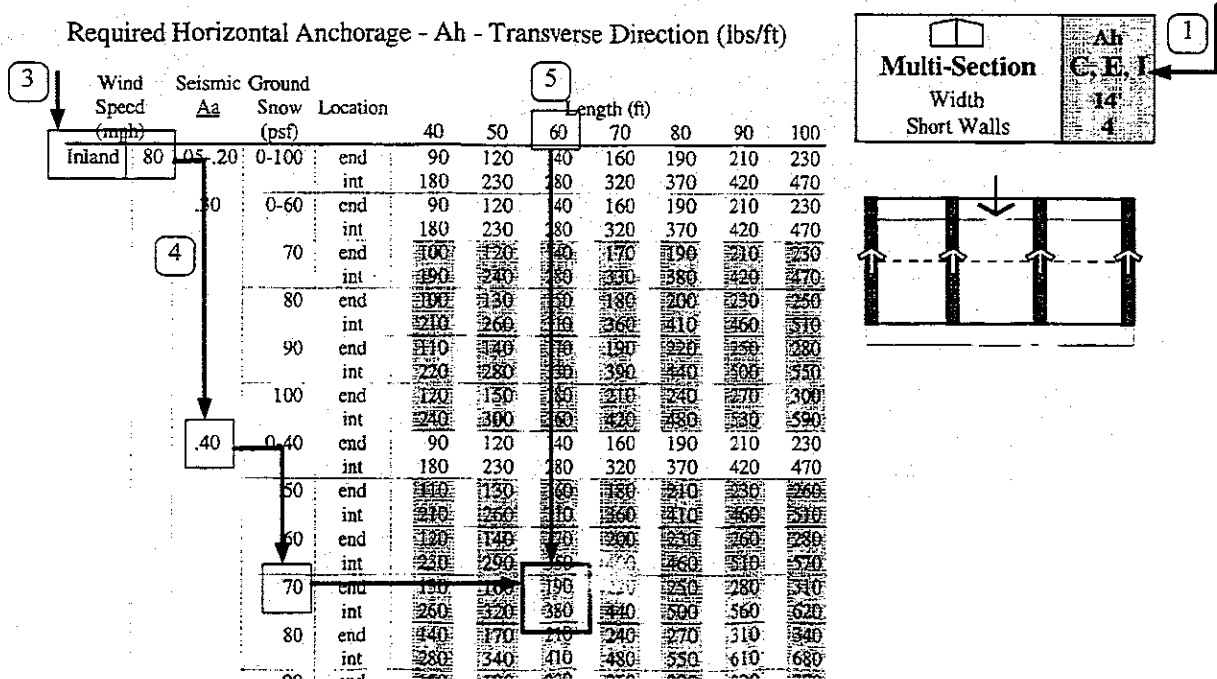 Required Horizontal Anchorage - Ah - Transverse Direction (lbs/ft)
1
Ah
Multi-Section C, E, I
Width 14'
Short Walls 4
3
5
Wind Seismic Ground
Speed Aa Snow Location Length (ft)
(mph) (psf) 40 50 60 70 80 90 100
Inland 80 .05-.20 0-100 end 90 120 140 160 190 210 230
int 180 230 280 320 370 420 470
.30 0-60 end 90 120 140 160 190 210 230
int 180 230 280 320 370 420 470
4
70 end 100 120 140 170 190 210 230
int 190 240 280 330 380 420 470
80 end 100 130 180 200 230 250
int 210 260 360 410 460 510
90 end 110 140 190 220 250 280
int 220 280 390 440 500 550
100 end 120 150 180 210 240 270 300
int 240 300 360 420 480 530 590
.40 0-40 end 90 120 140 160 190 210 230
int 180 230 280 320 370 420 470
50 end 110 130 160 180 210 230 260
int 210 260 360 410 460 510
60 end 120 140 200 230 260 280
int 230 290 460 510 570
70 end 130 160 190 250 280 310
int 260 320 380 440 500 560 620
80 end 140 170 210 240 270 310 340
int 280 340 410 480 550 610 680